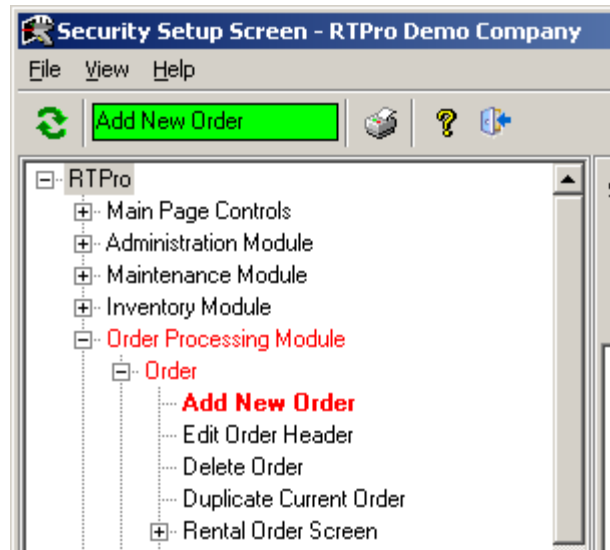 Security Setup Screen - RTPro Demo Company
File View Help
Add New Order
RTPro
Main Page Controls
Administration Module
Maintenance Module
Inventory Module
Order Processing Module
Order
Add New Order
Edit Order Header
Delete Order
Duplicate Current Order
Rental Order Screen